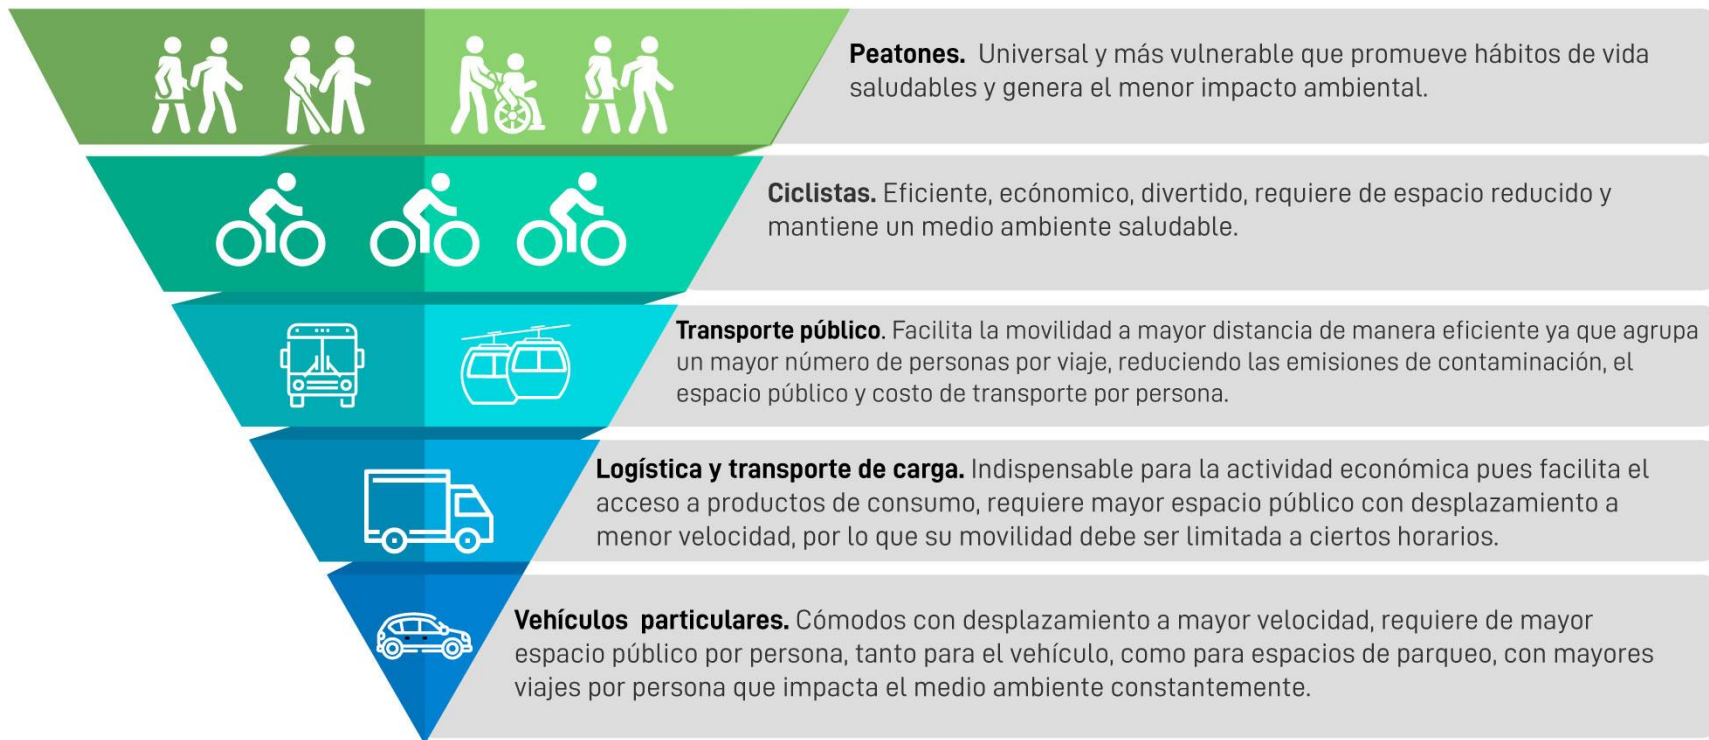 Peatones. Universal y más vulnerable que promueve hábitos de vida
saludables y genera el menor impacto ambiental.
Ciclistas. Eficiente, ecónomico, divertido, requiere de espacio reducido y
mantiene un medio ambiente saludable.
Transporte público. Facilita la movilidad a mayor distancia de manera eficiente ya que agrupa
un mayor número de personas por viaje, reduciendo las emisiones de contaminación, el
espacio público y costo de transporte por persona.
Logística y transporte de carga. Indispensable para la actividad económica pues facilita el
acceso a productos de consumo, requiere mayor espacio público con desplazamiento a
menor velocidad, por lo que su movilidad debe ser limitada a ciertos horarios.
Vehículos particulares. Cómodos con desplazamiento a mayor velocidad, requiere de mayor
espacio público por persona, tanto para el vehículo, como para espacios de parqueo, con mayores
viajes por persona que impacta el medio ambiente constantemente.